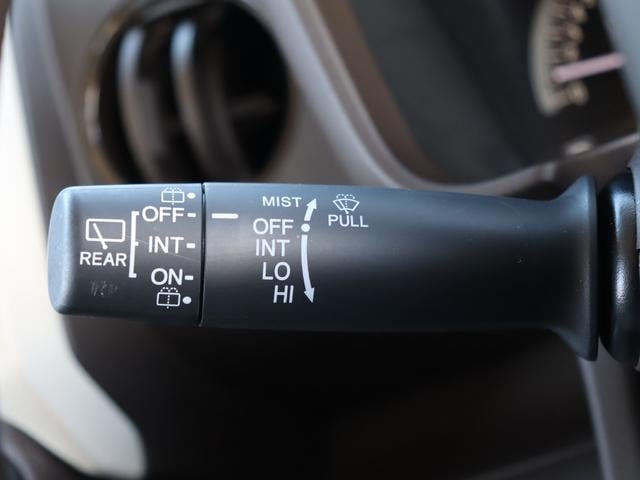 REAR
OFF
INT
ON
MIST
OFF
INT
LO
HI
PULL